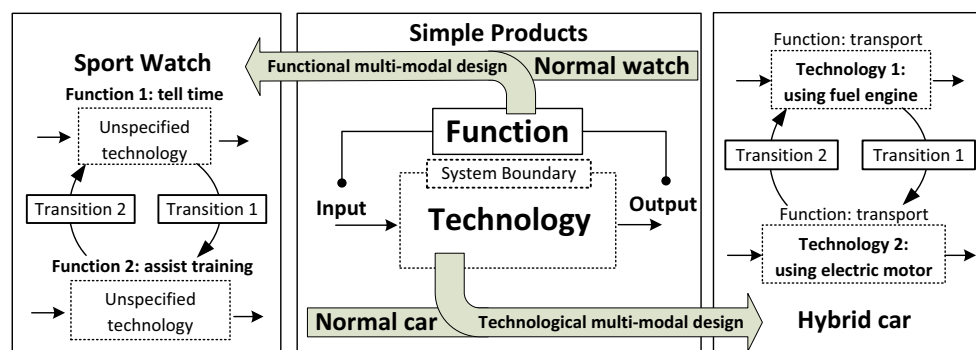 Sport Watch
Function 1: tell time
Unspecified
technology
Transition 2
Transition 1
Function 2: assist training
Unspecified
technology
Simple Products
Functional multi-modal design
Normal watch
Function
System Boundary
Input
Technology
Output
Normal car
Technological multi-modal design
Function: transport
Technology 1:
using fuel engine
Transition 2
Transition 1
Function: transport
Technology 2:
using electric motor
Hybrid car